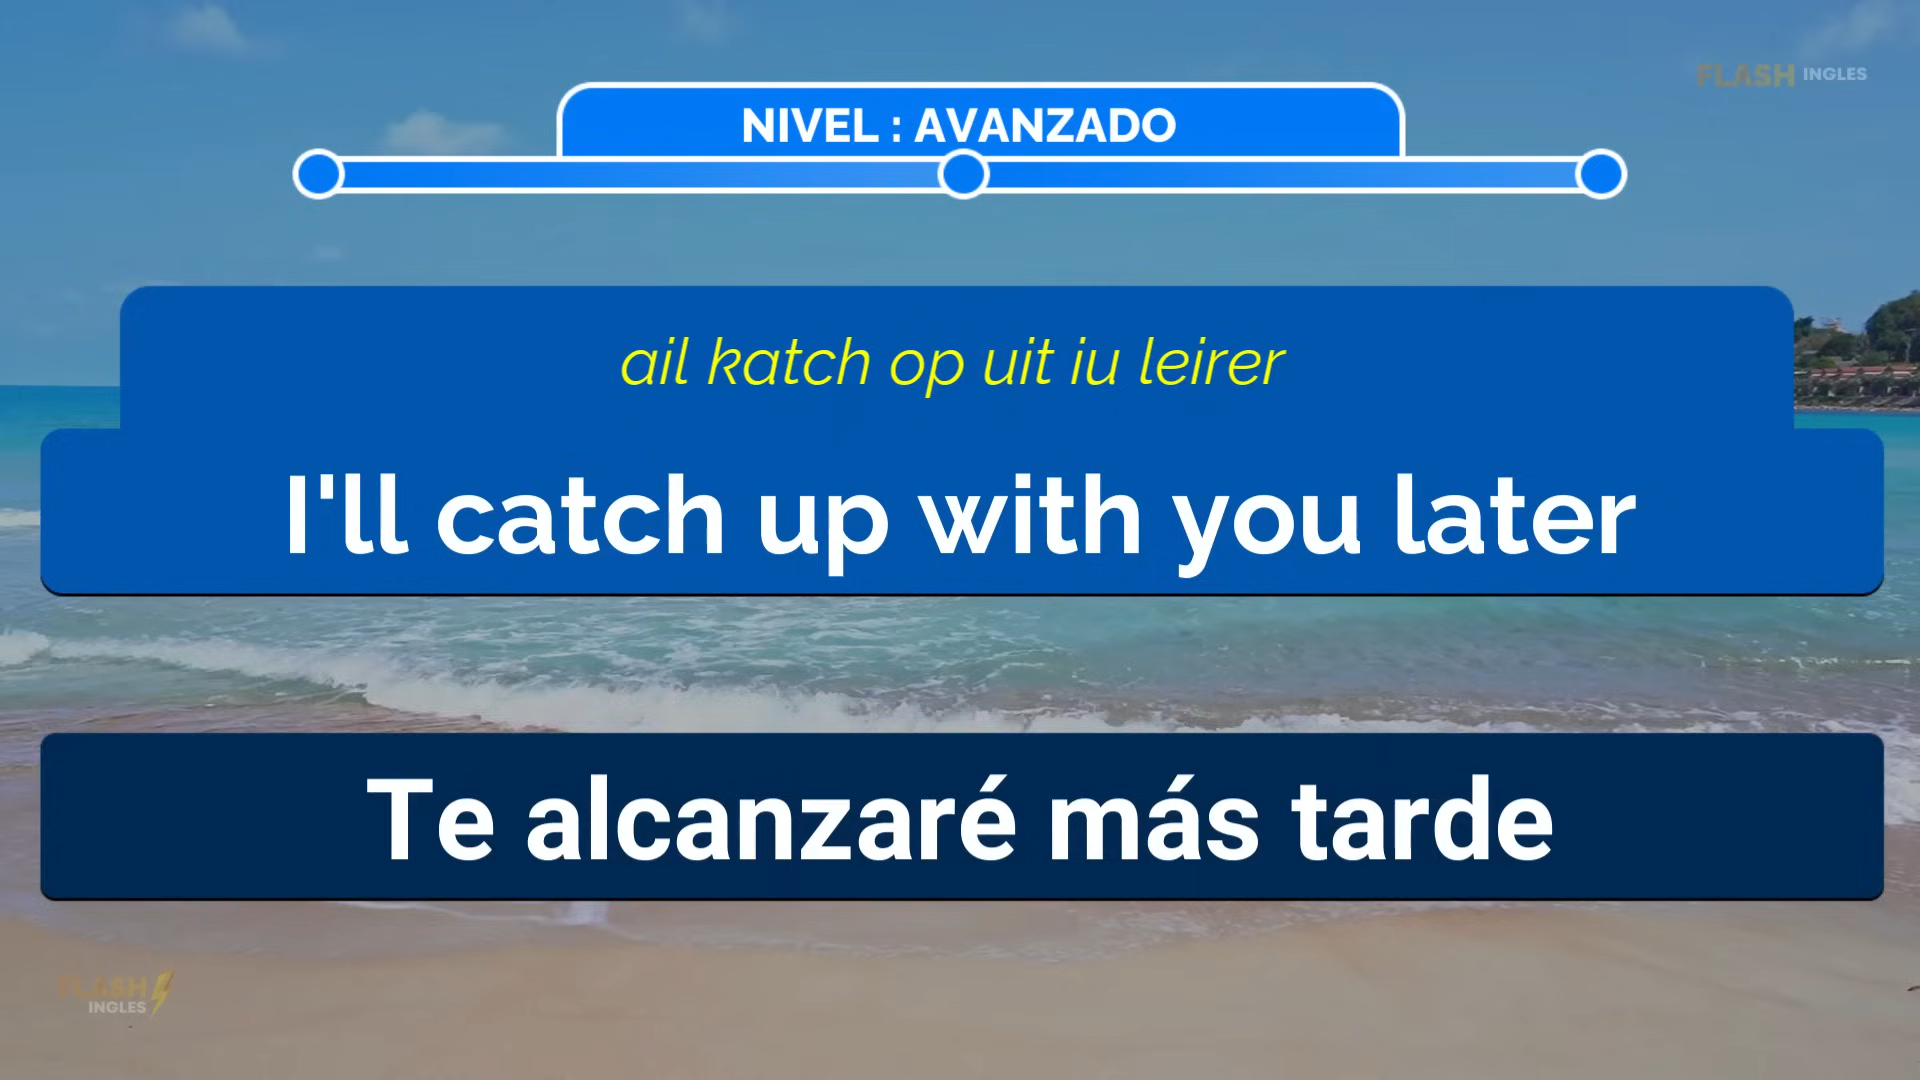 FLASH INGLES
NIVEL : AVANZADO
ail katch op uit iu leirer
I'll catch up with you later
Te alcanzaré más tarde
FLASH
INGLES